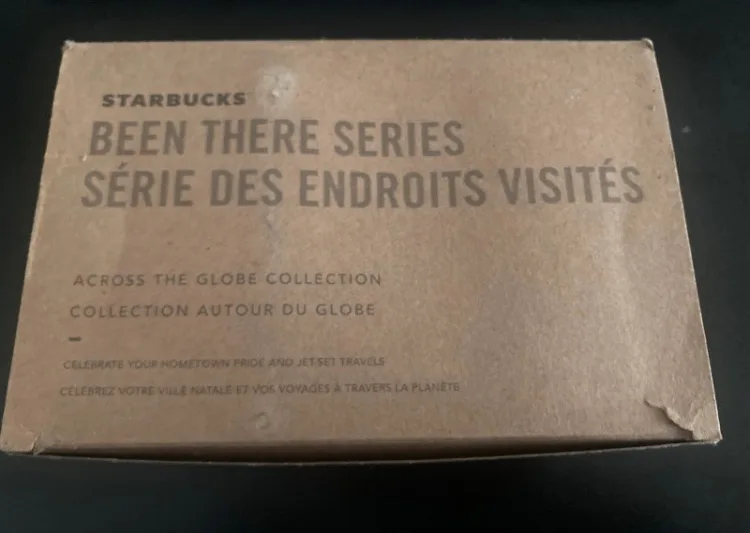 STARBUCKS
BEEN THERE SERIES
SÉRIE DES ENDROITS VISITÉS
ACROSS THE GLOBE COLLECTION
COLLECTION AUTOUR DU GLOBE
CELEBRATE YOUR HOMETOWN PRIDE AND JET-SET TRAVELS
CÉLÉBREZ VOTRE VILLE NATALE ET VOS VOYAGES À TRAVERS LA PLANÈTE